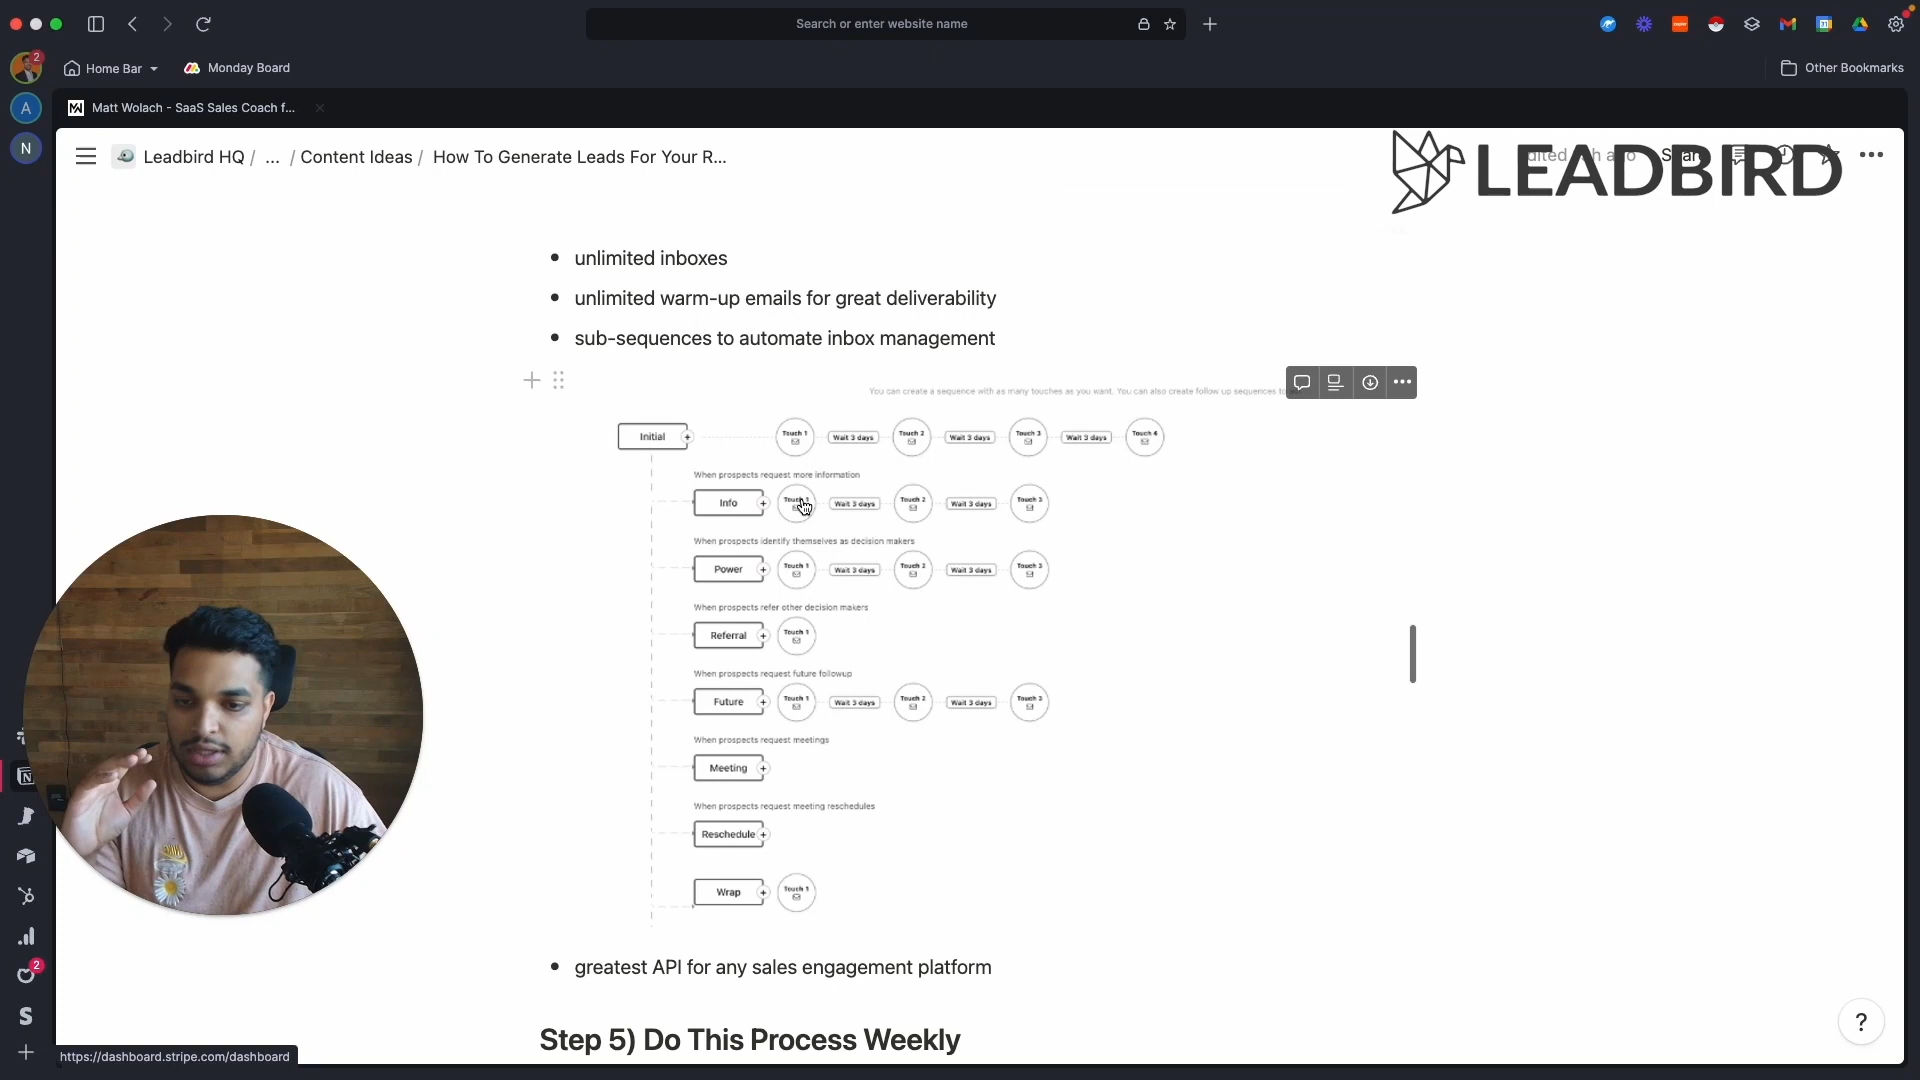 Search or enter website name
2
Home Bar
Monday Board
Other Bookmarks
A
Matt Wolach - SaaS Sales Coach f...
N
Leadbird HQ / ... / Content Ideas / How To Generate Leads For Your R...
Share
LEADBIRD
unlimited inboxes
unlimited warm-up emails for great deliverability
sub-sequences to automate inbox management
You can create a sequence with as many touches as you want. You can also create follow up sequences to
Initial + Touch 1 Wait 3 days Touch 2 Wait 3 days Touch 3 Wait 3 days Touch 4
When prospects request more information
Info + Touch 1 Wait 3 days Touch 2 Wait 3 days Touch 3
When prospects identify themselves as decision makers
Power + Touch 1 Wait 3 days Touch 2 Wait 3 days Touch 3
When prospects refer other decision makers
Referral + Touch 1
When prospects request future followup
Future + Touch 1 Wait 3 days Touch 2 Wait 3 days Touch 3
When prospects request meetings
Meeting +
When prospects request meeting reschedules
Reschedule +
Wrap + Touch 1
greatest API for any sales engagement platform
2
S
Step 5) Do This Process Weekly
?
https://dashboard.stripe.com/dashboard